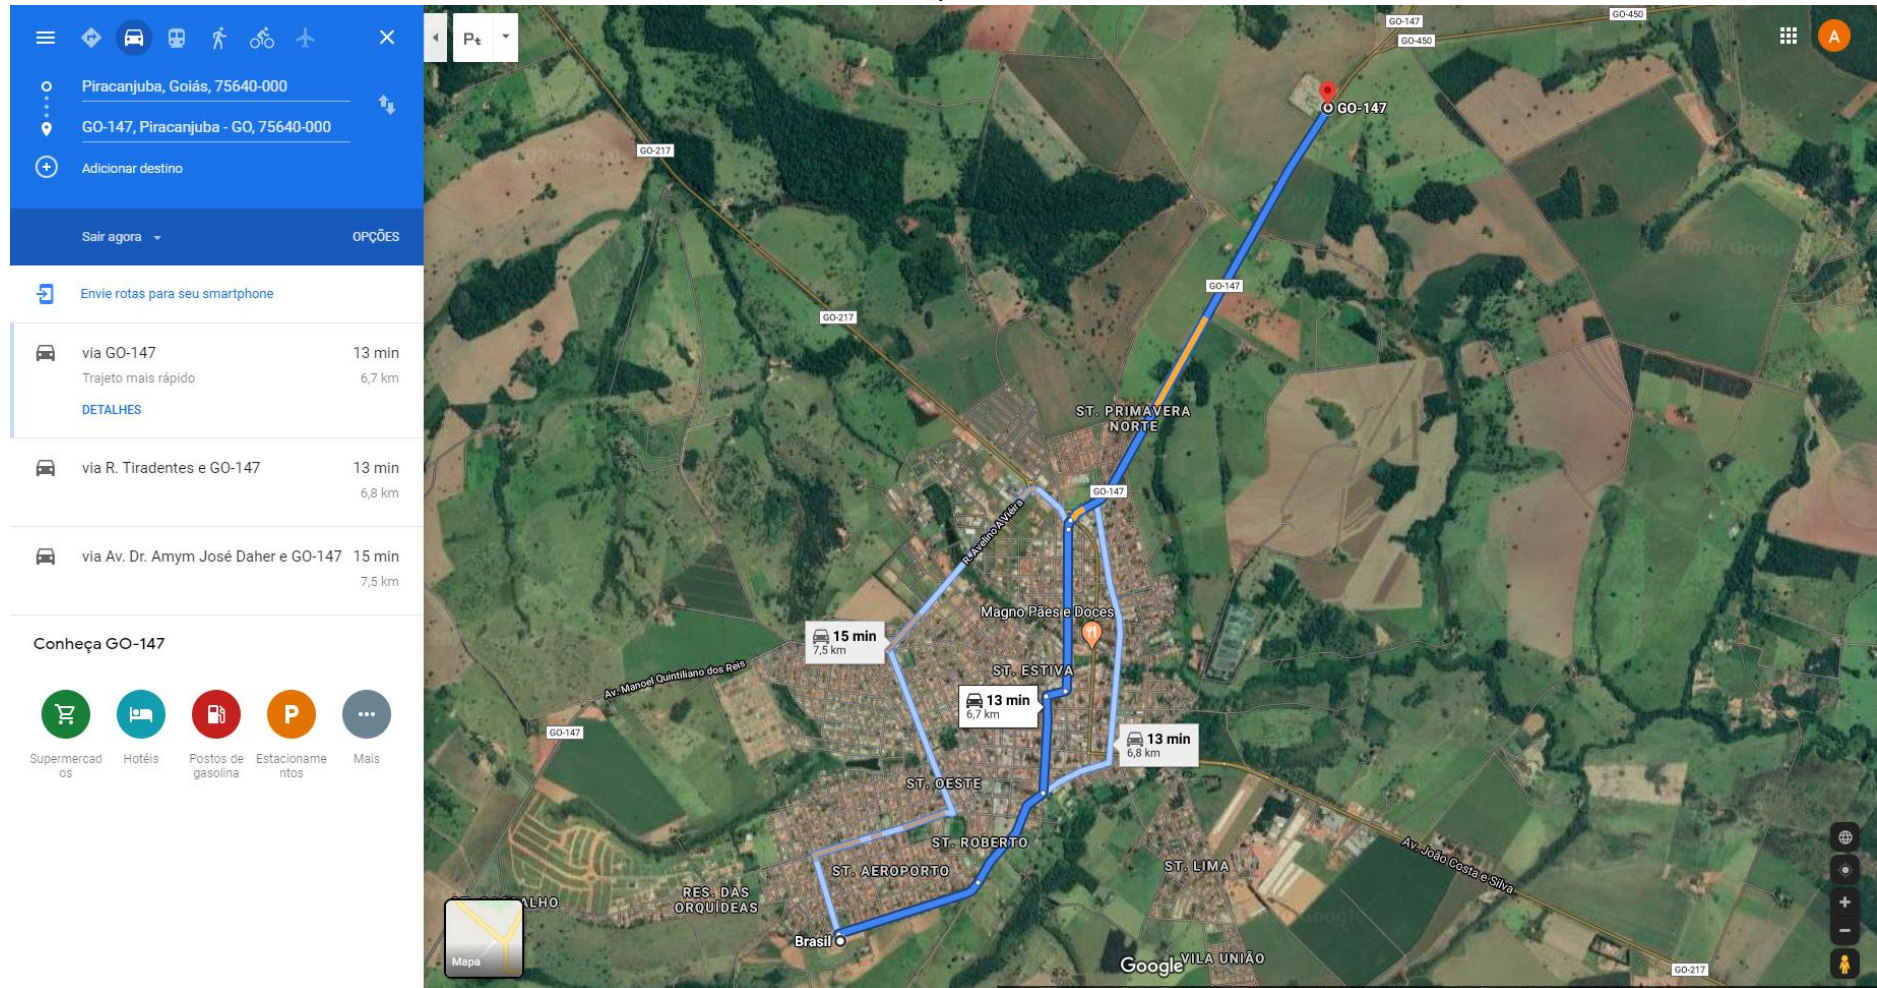 Piracanjuba, Goiás, 75640-000
GO-147, Piracanjuba - GO, 75640-000
Adicionar destino
Sair agora
OPÇÕES
Envie rotas para seu smartphone
via GO-147
13 min
Trajeto mais rápido
6,7 km
DETALHES
via R. Tiradentes e GO-147
13 min
6,8 km
via Av. Dr. Amym José Daher e GO-147
15 min
7,5 km
Conheça GO-147
P
Supermercad
os
Hotéis
Postos de
gasolina
Estacioname
ntos
Mais
GO-147
GO-450
GO-450
A
GO-147
GO-217
GO-147
GO-217
ST. PRIMAVERA
NORTE
GO-147
R. Avelino A Vieira
Magno Pães e Doces
15 min
7,5 km
ST. ESTIVA
Av. Manoel Quintiliano dos Reis
13 min
6,7 km
GO-147
13 min
6,8 km
ST. OESTE
ST. ROBERTO
Av. João Costa e Silva
ST. LIMA
ST. AEROPORTO
RES. DAS
ORQUÍDEAS
ALHO
Brasil
Mapa
Google
VILA UNIÃO
GO-217